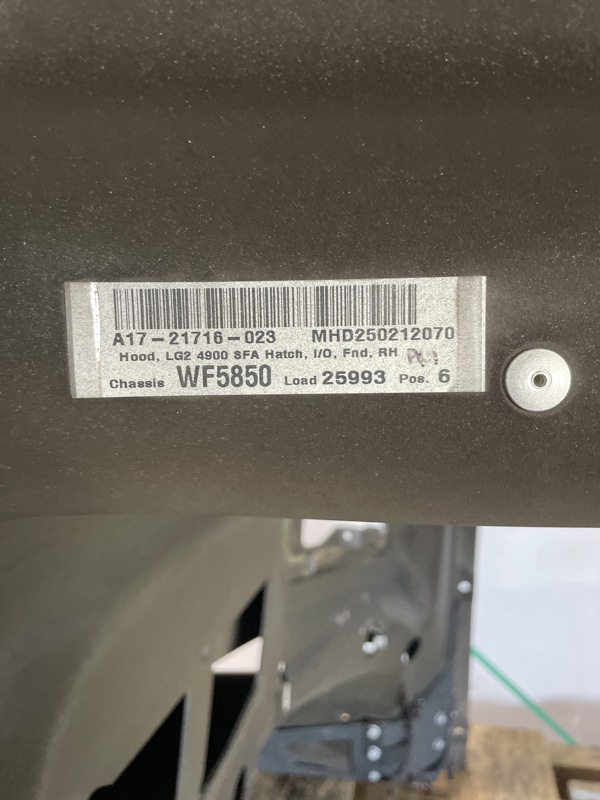 A17-21716-023 MHD250212070
Hood, LG2 4900 SFA Hatch, I/O, Fnd, RH
Chassis WF5850 Load 25993 Pos. 6